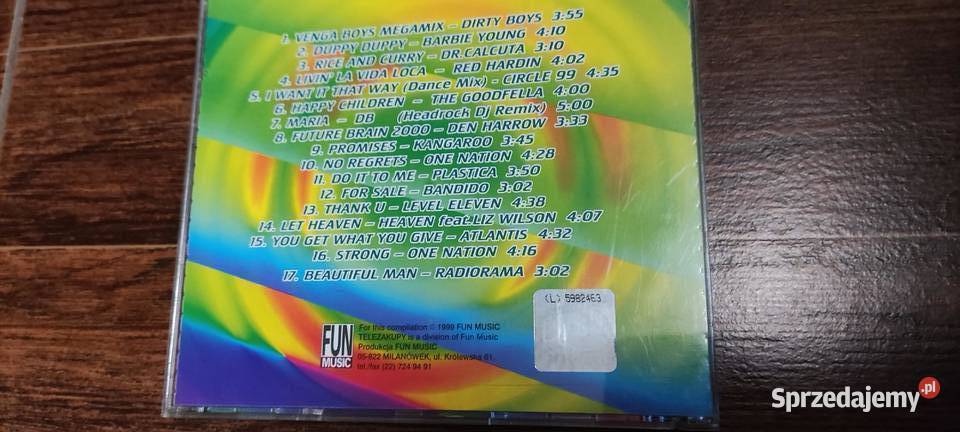 1. VENGA BOYS MEGAMIX – DIRTY BOYS 3:55
2. DUPPY DUPPY – BARBIE YOUNG 4:10
3. RICE AND CURRY – DR.CALCUTA 3:10
4. LIVIN' LA VIDA LOCA – RED HARDIN 4:02
5. I WANT IT THAT WAY (Dance Mix) - CIRCLE 99 4:35
6. HAPPY CHILDREN – THE GOODFELLA 4:00
7. MARIA – DB (Headrock Dj Remix) 5:00
8. FUTURE BRAIN 2000 – DEN HARROW 3:33
9. PROMISES – KANGAROO 3:45
10. NO REGRETS – ONE NATION 4:28
11. DO IT TO ME – PLASTICA 3:50
12. FOR SALE – BANDIDO 3:02
13. THANK U – LEVEL ELEVEN 4:38
14. LET HEAVEN – HEAVEN feat. LIZ WILSON 4:07
15. YOU GET WHAT YOU GIVE – ATLANTIS 4:32
16. STRONG – ONE NATION 4:16
17. BEAUTIFUL MAN – RADIORAMA 3:02
(L) 5982463
FUN
MUSIC
For this compilation © 1999 FUN MUSIC
TELEZAKUPY is a division of Fun Music
Produkcja FUN MUSIC
05-822 MILANÓWEK, ul. Królewska 61
tel./fax (22) 724 94 91
Sprzedajemy.pl